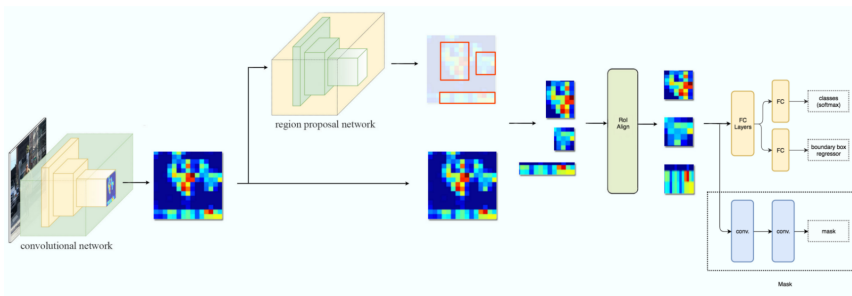 convolutional network
region proposal network
RoI
Align
FC
Layers
FC
classes
(softmax)
FC
boundary box
regressor
conv.
conv.
mask
Mask